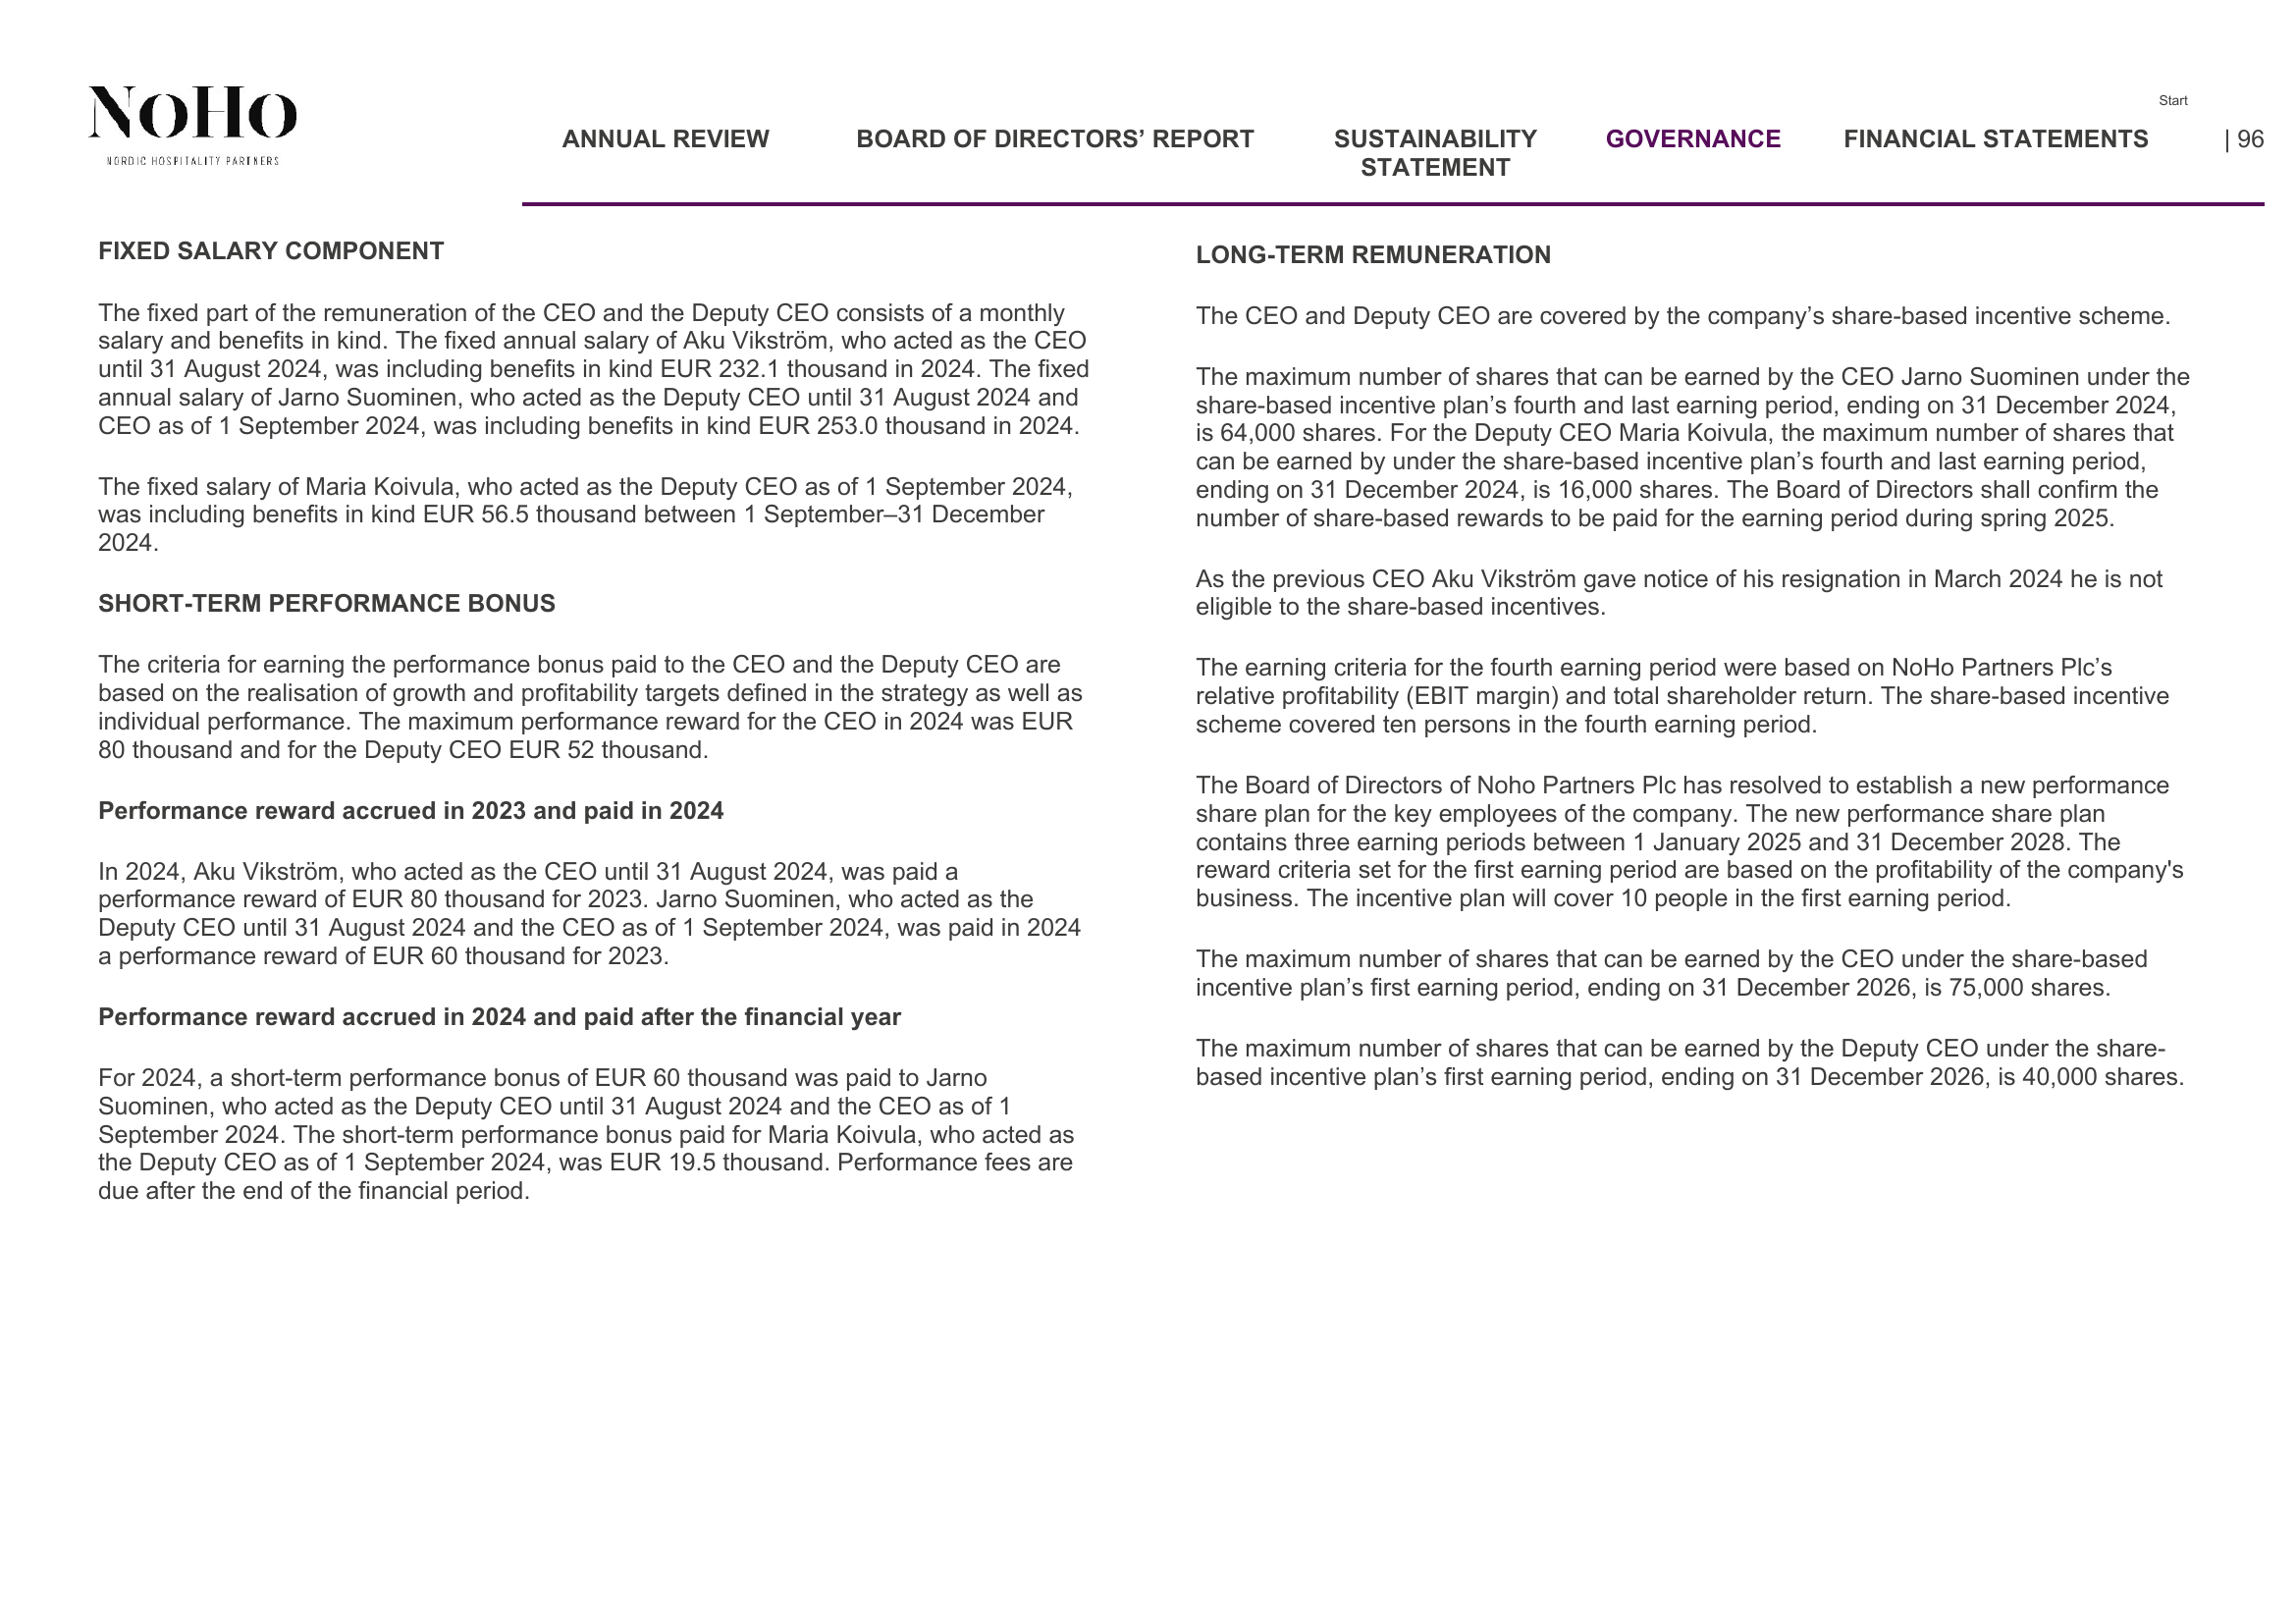 NoHo
NORDIC HOSPITALITY PARTNERS
Start
ANNUAL REVIEW
BOARD OF DIRECTORS’ REPORT
SUSTAINABILITY
STATEMENT
GOVERNANCE
FINANCIAL STATEMENTS
| 96
FIXED SALARY COMPONENT
The fixed part of the remuneration of the CEO and the Deputy CEO consists of a monthly
salary and benefits in kind. The fixed annual salary of Aku Vikström, who acted as the CEO
until 31 August 2024, was including benefits in kind EUR 232.1 thousand in 2024. The fixed
annual salary of Jarno Suominen, who acted as the Deputy CEO until 31 August 2024 and
CEO as of 1 September 2024, was including benefits in kind EUR 253.0 thousand in 2024.
The fixed salary of Maria Koivula, who acted as the Deputy CEO as of 1 September 2024,
was including benefits in kind EUR 56.5 thousand between 1 September–31 December
2024.
SHORT-TERM PERFORMANCE BONUS
The criteria for earning the performance bonus paid to the CEO and the Deputy CEO are
based on the realisation of growth and profitability targets defined in the strategy as well as
individual performance. The maximum performance reward for the CEO in 2024 was EUR
80 thousand and for the Deputy CEO EUR 52 thousand.
Performance reward accrued in 2023 and paid in 2024
In 2024, Aku Vikström, who acted as the CEO until 31 August 2024, was paid a
performance reward of EUR 80 thousand for 2023. Jarno Suominen, who acted as the
Deputy CEO until 31 August 2024 and the CEO as of 1 September 2024, was paid in 2024
a performance reward of EUR 60 thousand for 2023.
Performance reward accrued in 2024 and paid after the financial year
For 2024, a short-term performance bonus of EUR 60 thousand was paid to Jarno
Suominen, who acted as the Deputy CEO until 31 August 2024 and the CEO as of 1
September 2024. The short-term performance bonus paid for Maria Koivula, who acted as
the Deputy CEO as of 1 September 2024, was EUR 19.5 thousand. Performance fees are
due after the end of the financial period.
LONG-TERM REMUNERATION
The CEO and Deputy CEO are covered by the company’s share-based incentive scheme.
The maximum number of shares that can be earned by the CEO Jarno Suominen under the
share-based incentive plan’s fourth and last earning period, ending on 31 December 2024,
is 64,000 shares. For the Deputy CEO Maria Koivula, the maximum number of shares that
can be earned by under the share-based incentive plan’s fourth and last earning period,
ending on 31 December 2024, is 16,000 shares. The Board of Directors shall confirm the
number of share-based rewards to be paid for the earning period during spring 2025.
As the previous CEO Aku Vikström gave notice of his resignation in March 2024 he is not
eligible to the share-based incentives.
The earning criteria for the fourth earning period were based on NoHo Partners Plc’s
relative profitability (EBIT margin) and total shareholder return. The share-based incentive
scheme covered ten persons in the fourth earning period.
The Board of Directors of Noho Partners Plc has resolved to establish a new performance
share plan for the key employees of the company. The new performance share plan
contains three earning periods between 1 January 2025 and 31 December 2028. The
reward criteria set for the first earning period are based on the profitability of the company's
business. The incentive plan will cover 10 people in the first earning period.
The maximum number of shares that can be earned by the CEO under the share-based
incentive plan’s first earning period, ending on 31 December 2026, is 75,000 shares.
The maximum number of shares that can be earned by the Deputy CEO under the share-
based incentive plan’s first earning period, ending on 31 December 2026, is 40,000 shares.